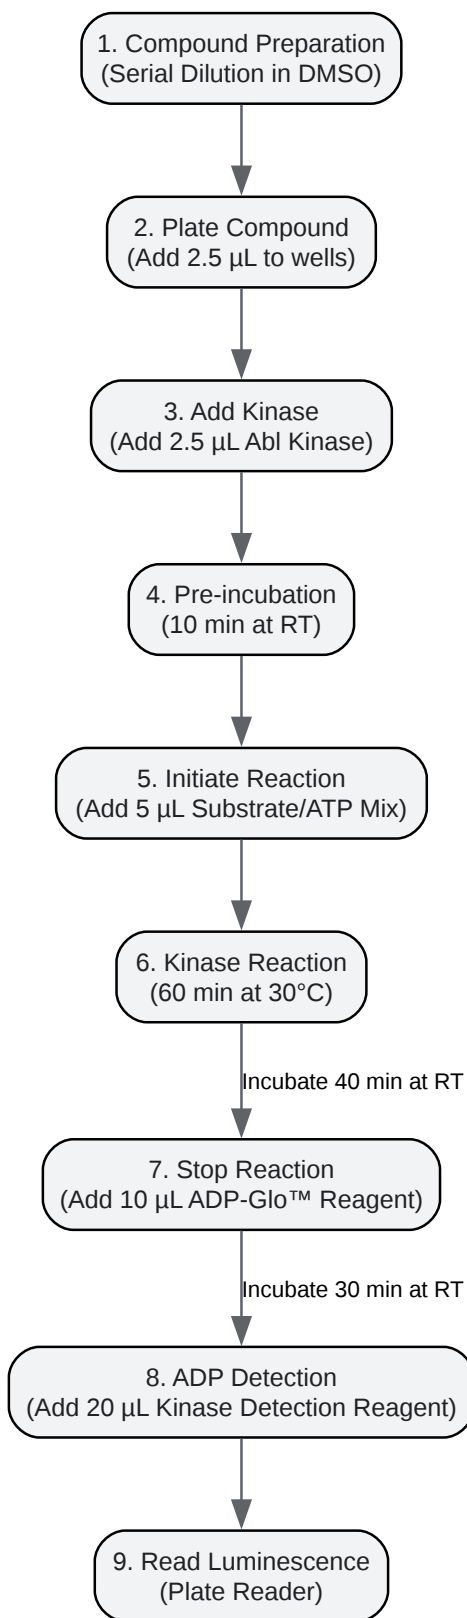 1. Compound Preparation
(Serial Dilution in DMSO)
2. Plate Compound
(Add 2.5 µL to wells)
3. Add Kinase
(Add 2.5 µL Abl Kinase)
4. Pre-incubation
(10 min at RT)
5. Initiate Reaction
(Add 5 µL Substrate/ATP Mix)
6. Kinase Reaction
(60 min at 30°C)
Incubate 40 min at RT
7. Stop Reaction
(Add 10 µL ADP-Glo™ Reagent)
Incubate 30 min at RT
8. ADP Detection
(Add 20 µL Kinase Detection Reagent)
9. Read Luminescence
(Plate Reader)